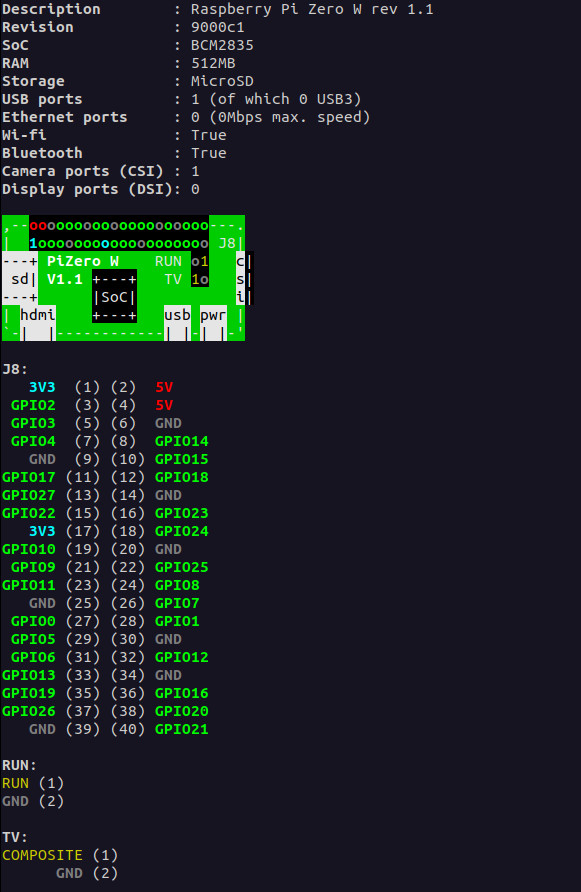 Description        : Raspberry Pi Zero W rev 1.1
Revision           : 9000c1
SoC                : BCM2835
RAM                : 512MB
Storage            : MicroSD
USB ports          : 1 (of which 0 USB3)
Ethernet ports     : 0 (0Mbps max. speed)
Wi-fi              : True
Bluetooth          : True
Camera ports (CSI) : 1
Display ports (DSI): 0

,--oooooooooooooooooooo---.
|  1ooooooooooooooooooo J8|
---+ PiZero W    RUN o1   c|
 sd| V1.1 +---+   TV 1o   s|
---+      |SoC|           i|
| hdmi    +---+   usb pwr |
`-|  |------------| |-| |-'

J8:
   3V3  (1) (2)  5V
 GPIO2  (3) (4)  5V
 GPIO3  (5) (6)  GND
 GPIO4  (7) (8)  GPIO14
   GND  (9) (10) GPIO15
GPIO17 (11) (12) GPIO18
GPIO27 (13) (14) GND
GPIO22 (15) (16) GPIO23
   3V3 (17) (18) GPIO24
GPIO10 (19) (20) GND
 GPIO9 (21) (22) GPIO25
GPIO11 (23) (24) GPIO8
   GND (25) (26) GPIO7
 GPIO0 (27) (28) GPIO1
 GPIO5 (29) (30) GND
 GPIO6 (31) (32) GPIO12
GPIO13 (33) (34) GND
GPIO19 (35) (36) GPIO16
GPIO26 (37) (38) GPIO20
   GND (39) (40) GPIO21

RUN:
RUN (1)
GND (2)

TV:
COMPOSITE (1)
      GND (2)